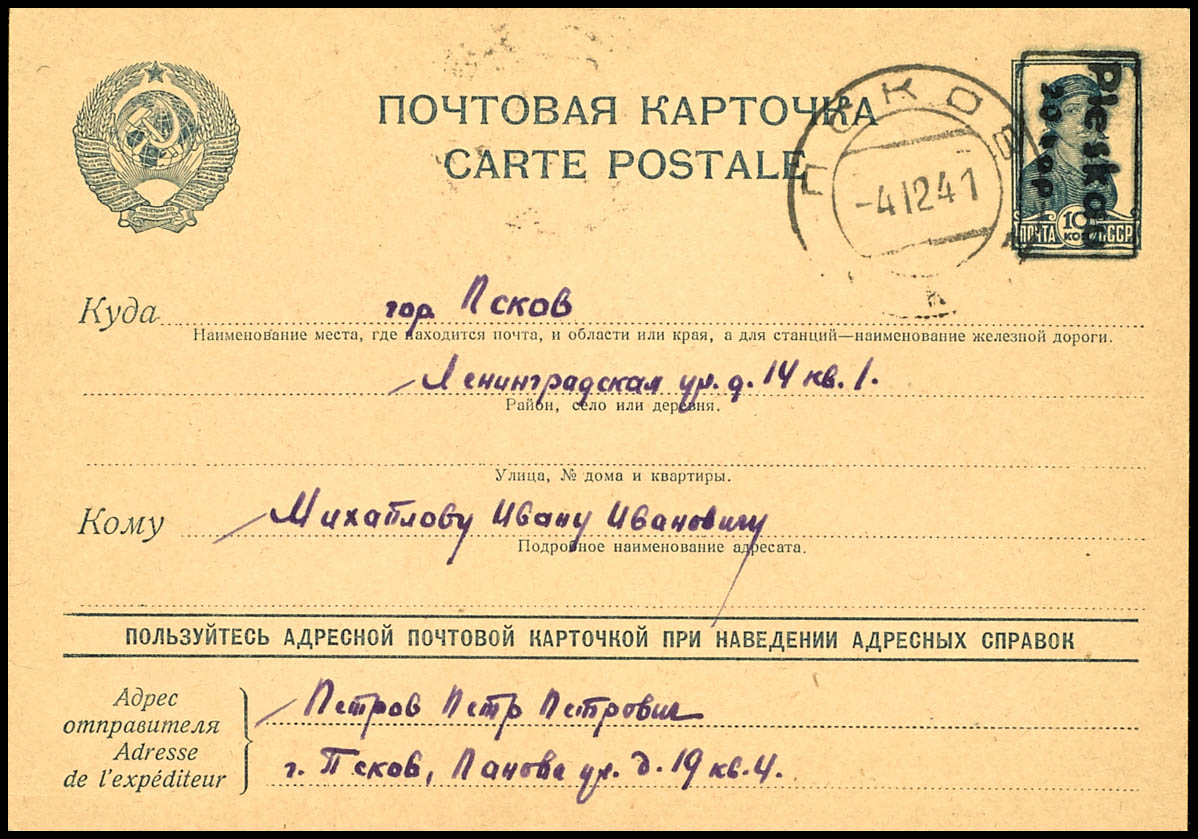 ПОЧТОВАЯ КАРТОЧКА
CARTE POSTALE
ПСКОВ
-4 12 41
Pleskau
20 kop
10
КОП
ПОЧТА СССР
Куда гор. Псков
Наименование места, где находится почта, и области или края, а для станций—наименование железной дороги.
Ленинградская ул. д. 14 кв. 1.
Район, село или деревня.
Улица, № дома и квартиры.
Кому Михайлову Ивану Ивановичу
Подробное наименование адресата.
ПОЛЬЗУЙТЕСЬ АДРЕСНОЙ ПОЧТОВОЙ КАРТОЧКОЙ ПРИ НАВЕДЕНИИ АДРЕСНЫХ СПРАВОК
Адрес
отправителя
Adresse
de l'expéditeur
Петров Петр Петрович
г. Псков, Панова ул. д. 19 кв. 4.